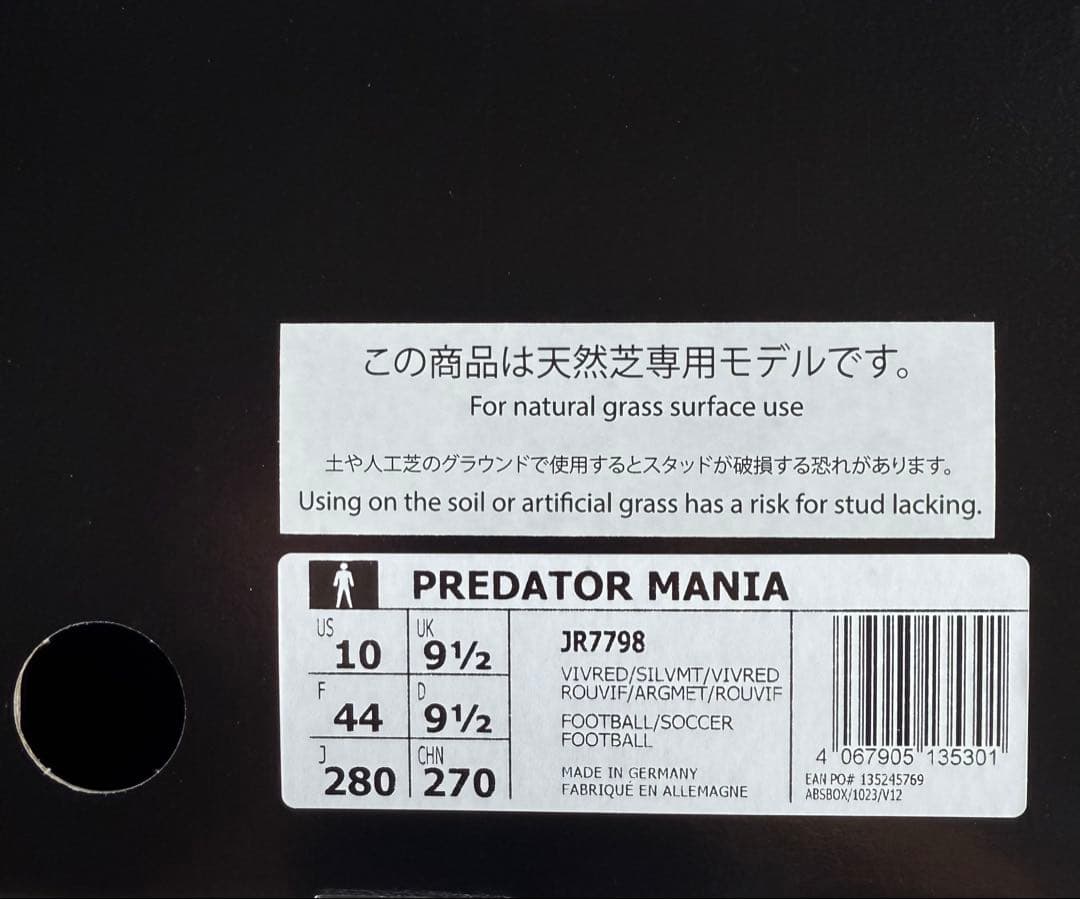 この商品は天然芝専用モデルです。
For natural grass surface use
土や人工芝のグラウンドで使用するとスタッドが破損する恐れがあります。
Using on the soil or artificial grass has a risk for stud lacking.
PREDATOR MANIA
US 10 UK 9½
F 44 D 9½
J 280 CHN 270
JR7798
VIVRED/SILVMT/VIVRED
ROUVIF/ARGMET/ROUVIF
FOOTBALL/SOCCER
FOOTBALL
MADE IN GERMANY
FABRIQUÉ EN ALLEMAGNE
4 067905 135301
EAN PO# 135245769
ABSBOX/1023/V12